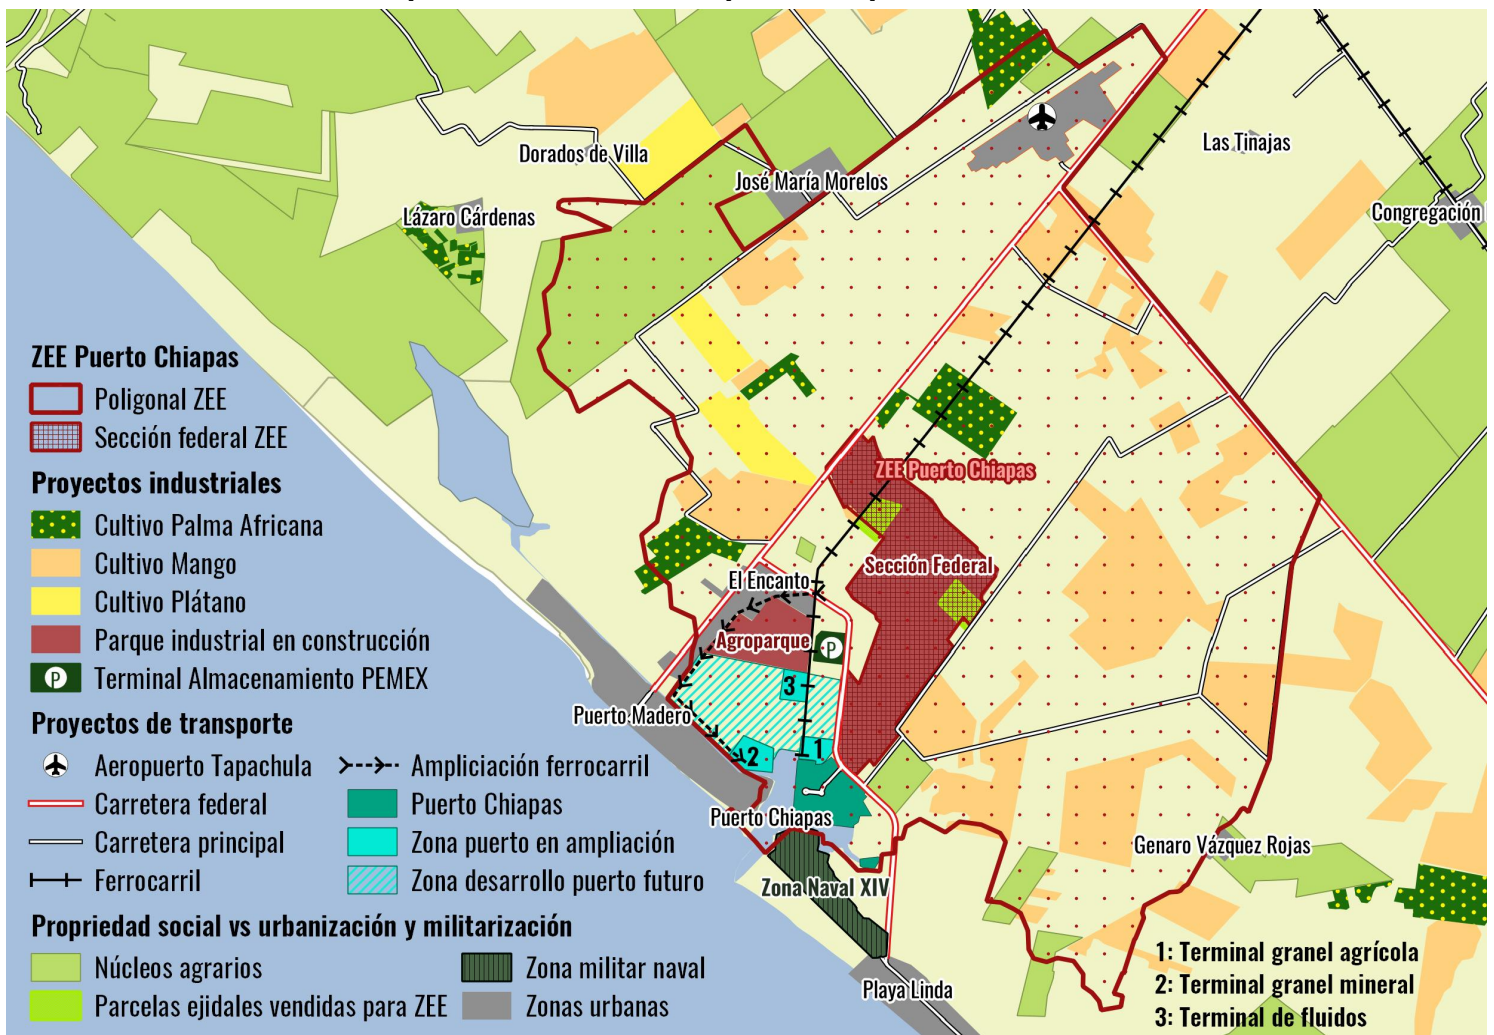 Las Tinajas
Dorados de Villa
José María Morelos
Lázaro Cárdenas
Congregación
ZEE Puerto Chiapas
Poligonal ZEE
Sección federal ZEE
Proyectos industriales
Cultivo Palma Africana
Cultivo Mango
Cultivo Plátano
Parque industrial en construcción
P Terminal Almacenamiento PEMEX
Proyectos de transporte
Aeropuerto Tapachula
Carretera federal
Carretera principal
Ferrocarril
Ampliciación ferrocarril
Puerto Chiapas
Zona puerto en ampliación
Zona desarrollo puerto futuro
Propriedad social vs urbanización y militarización
Núcleos agrarios
Parcelas ejidales vendidas para ZEE
Zona militar naval
Zonas urbanas
ZEE Puerto Chiapas
Sección Federal
El Encanto
Agroparque
P
3
Puerto Madero
2
1
Puerto Chiapas
Zona Naval XIV
Genaro Vázquez Rojas
Playa Linda
1: Terminal granel agrícola
2: Terminal granel mineral
3: Terminal de fluidos